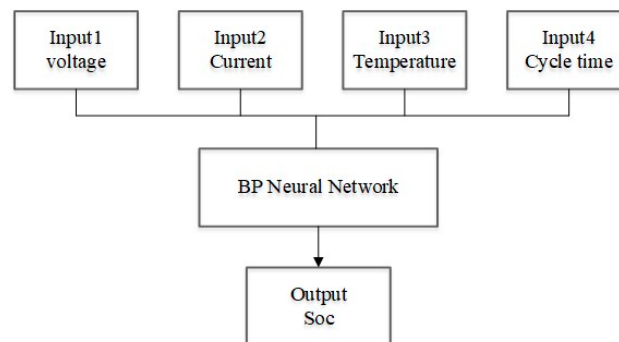 Input1
voltage
Input2
Current
Input3
Temperature
Input4
Cycle time
BP Neural Network
Output
Soc